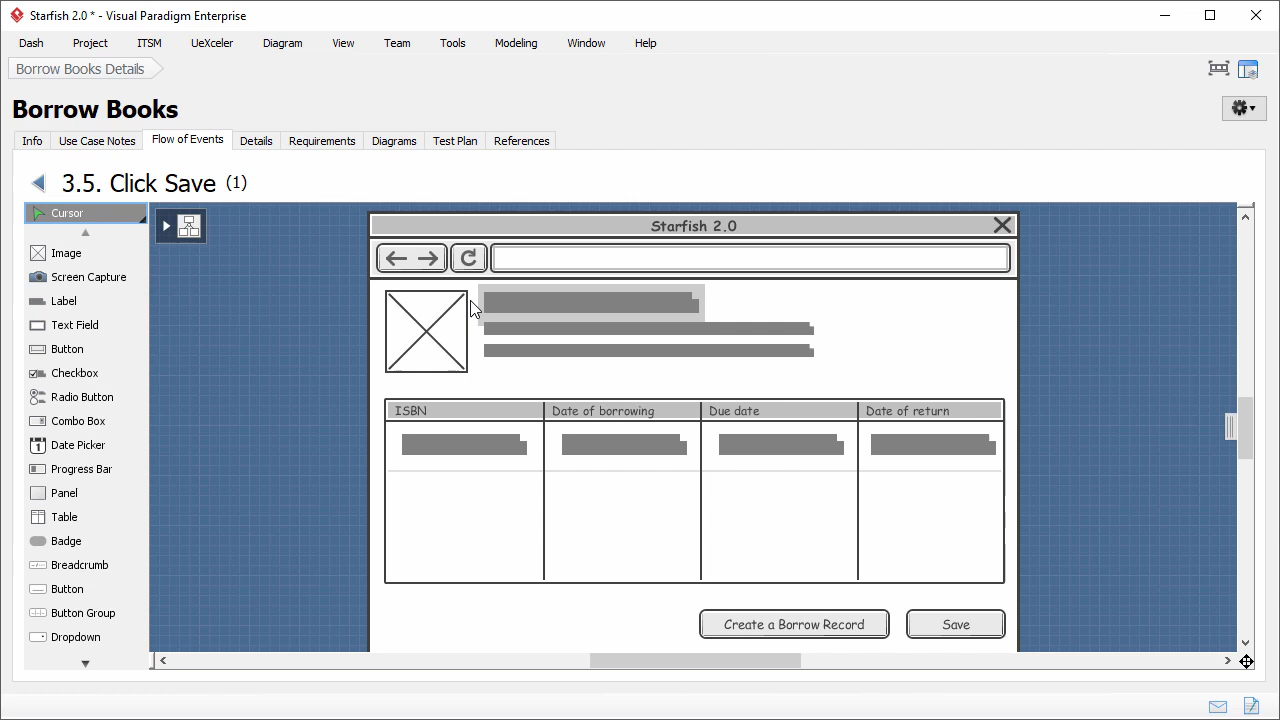 Starfish 2.0 * - Visual Paradigm Enterprise
Dash Project ITSM UeXceler Diagram View Team Tools Modeling Window Help
Borrow Books Details
Borrow Books
Info Use Case Notes Flow of Events Details Requirements Diagrams Test Plan References
3.5. Click Save (1)
Cursor
Image
Screen Capture
Label
Text Field
Button
Checkbox
Radio Button
Combo Box
1 Date Picker
Progress Bar
Panel
Table
Badge
Breadcrumb
Button
Button Group
Dropdown
Starfish 2.0
ISBN Date of borrowing Due date Date of return
Create a Borrow Record Save